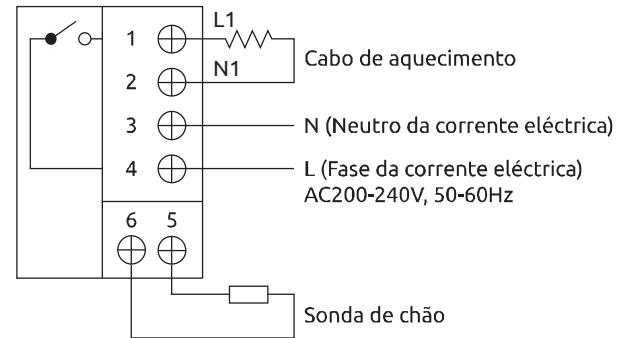 L1
1
N1
2
Cabo de aquecimento
3
N (Neutro da corrente eléctrica)
4
L (Fase da corrente eléctrica)
AC200-240V, 50-60Hz
6 5
Sonda de chão